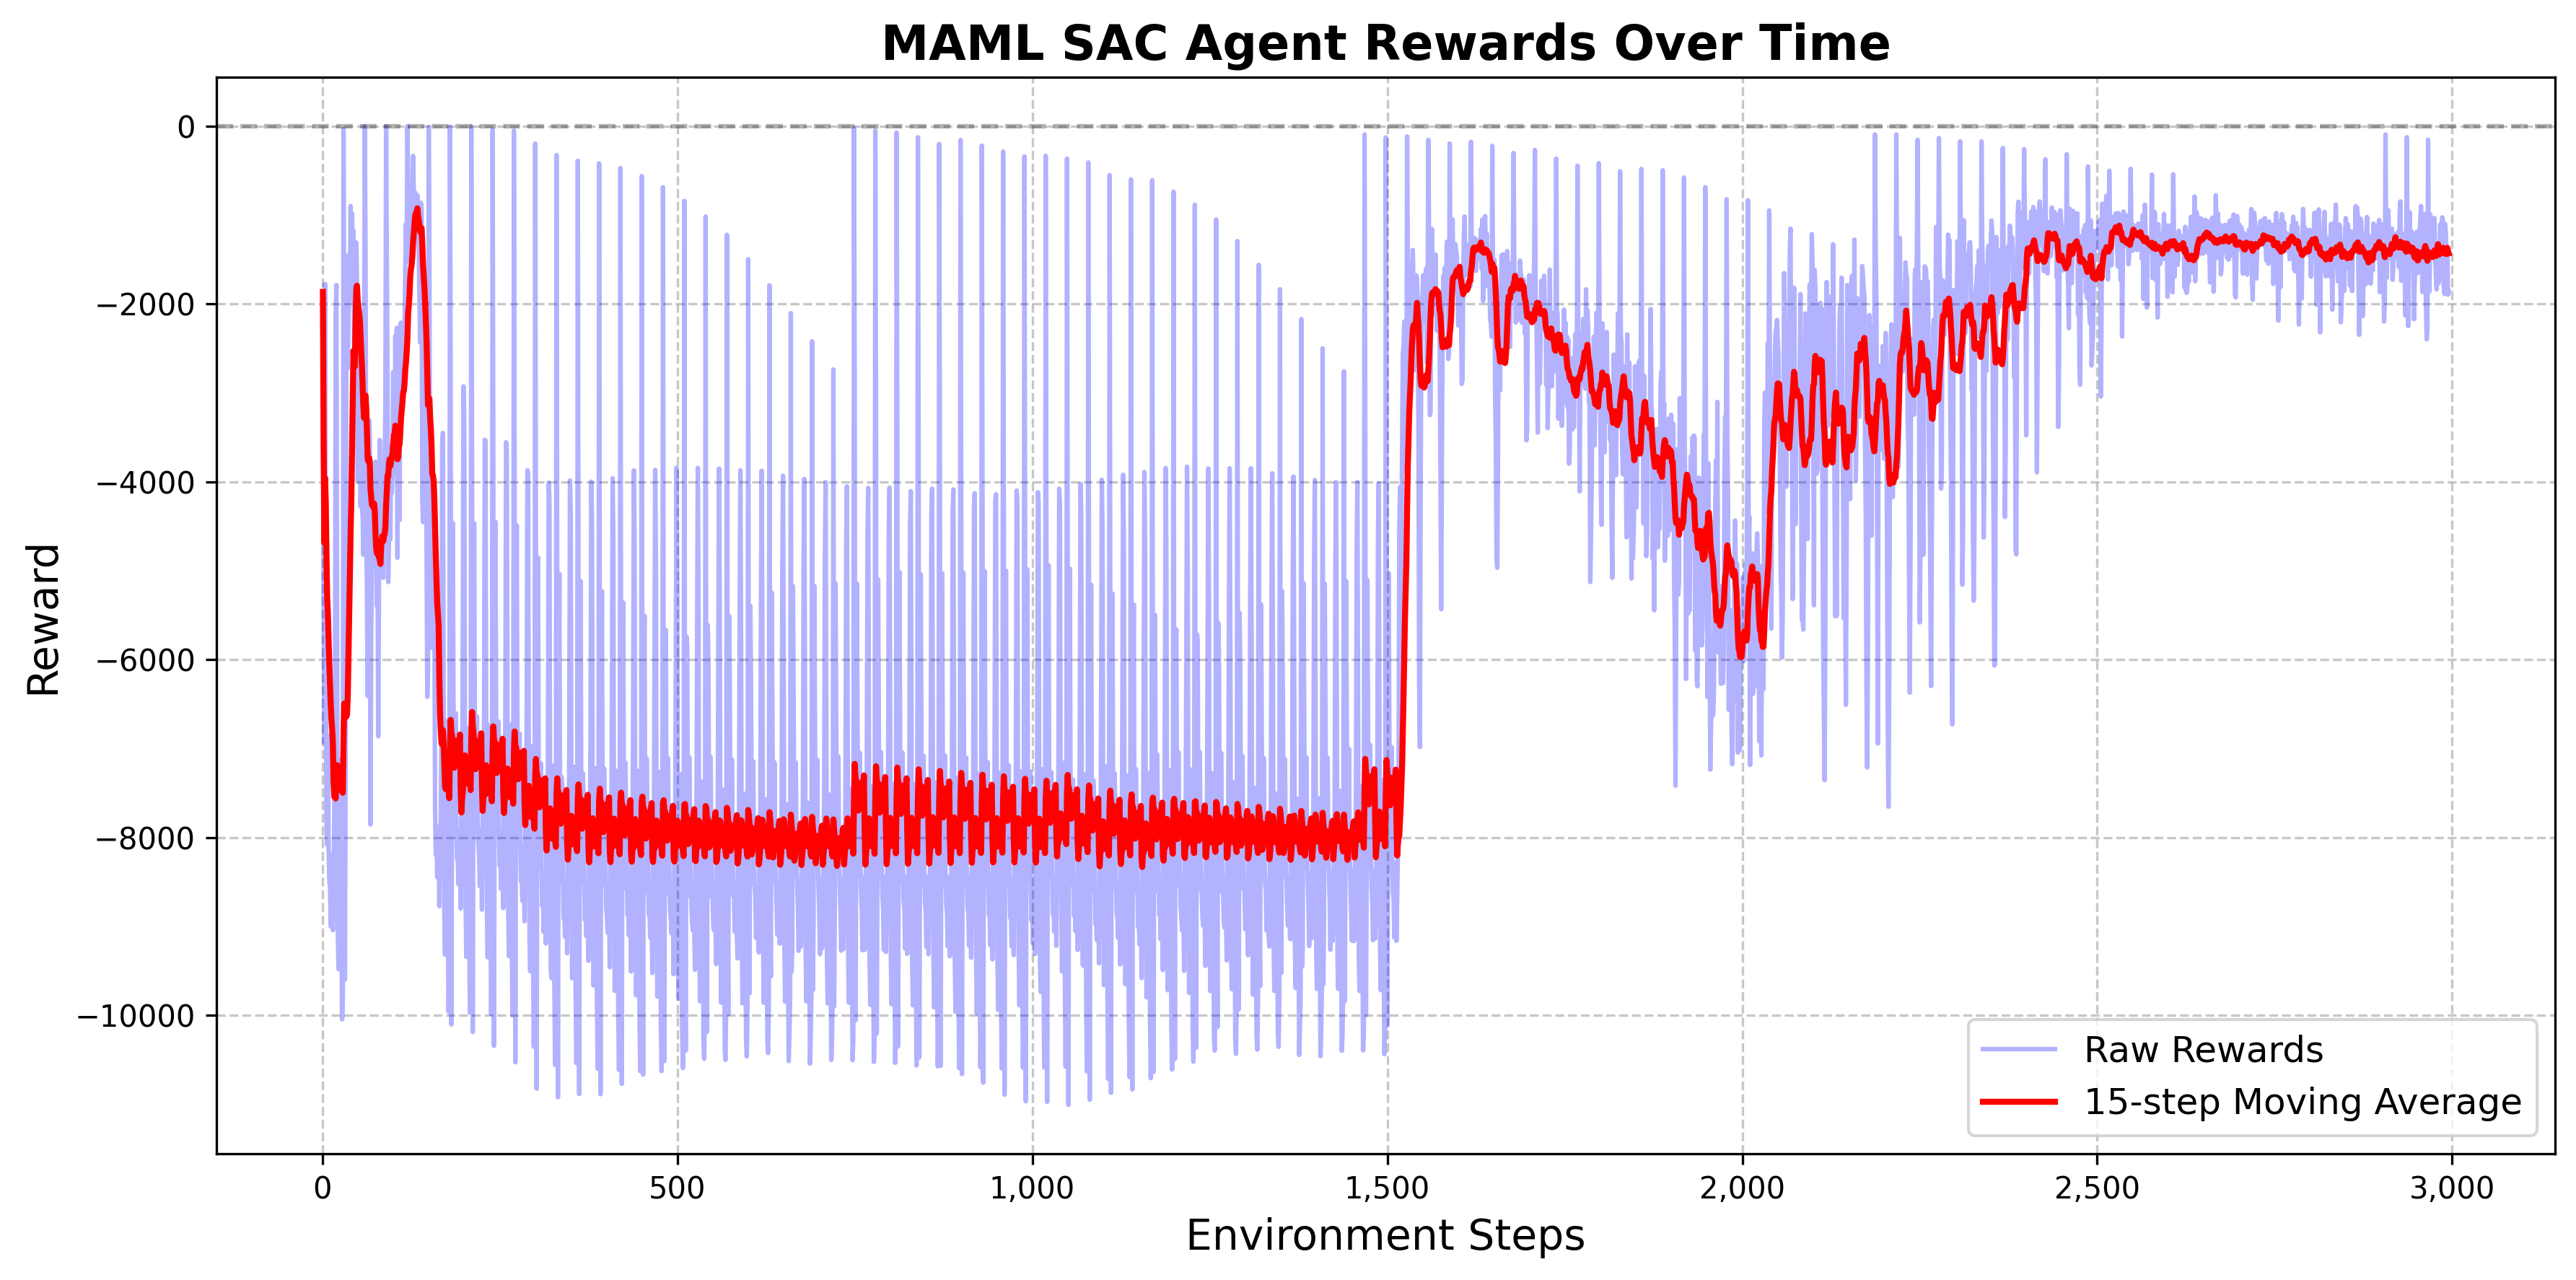 MAML SAC Agent Rewards Over Time
0
−2000
−4000
−6000
−8000
−10000
Reward
0
500
1,000
1,500
2,000
2,500
3,000
Environment Steps
Raw Rewards
15-step Moving Average